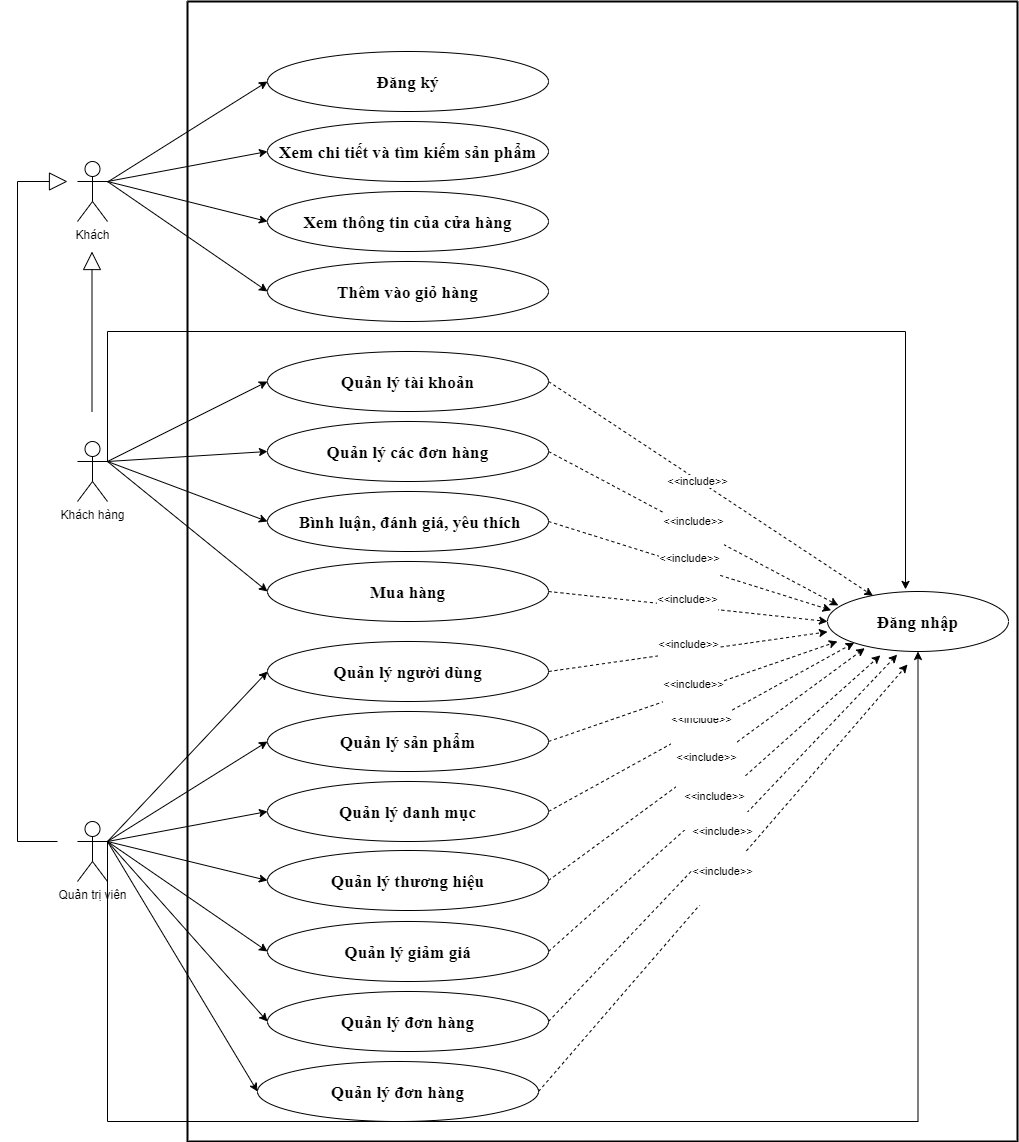 Đăng ký
Xem chi tiết và tìm kiếm sản phẩm
Khách
Xem thông tin của cửa hàng
Thêm vào giỏ hàng
Quản lý tài khoản
Khách hàng
Quản lý các đơn hàng
<<include>>
Bình luận, đánh giá, yêu thích
<<include>>
<<include>>
Mua hàng
<<include>>
Đăng nhập
Quản lý người dùng
<<include>>
<<include>>
Quản lý sản phẩm
<<include>>
<<include>>
Quản lý danh mục
<<include>>
<<include>>
Quản trị viên
Quản lý thương hiệu
<<include>>
Quản lý giảm giá
Quản lý đơn hàng
Quản lý đơn hàng